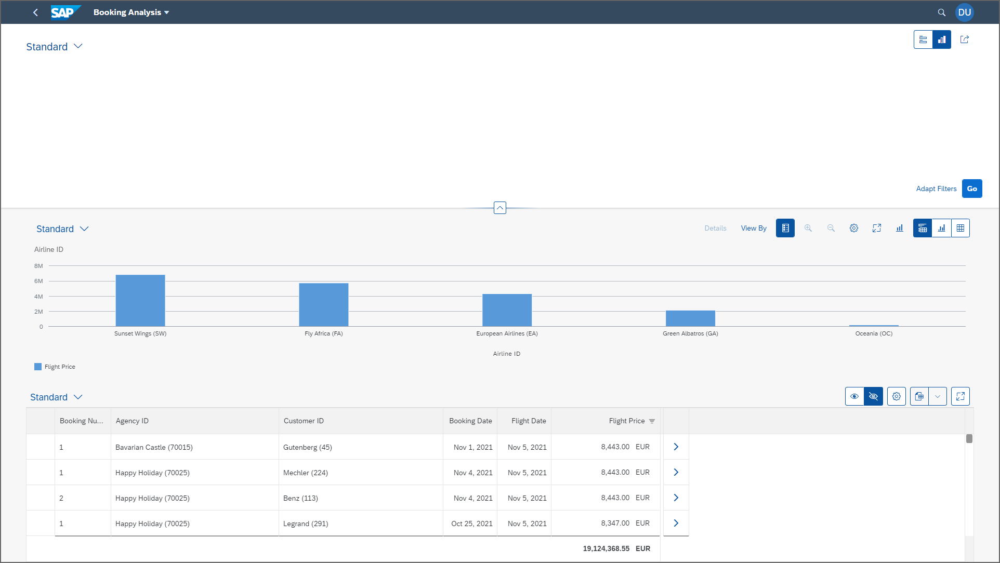 SAP Booking Analysis DU
Standard
Adapt Filters Go
Standard Details View By
Airline ID
8M
6M
4M
2M
0
Sunset Wings (SW) Fly Africa (FA) European Airlines (EA) Green Albatros (GA) Oceania (OC)
Airline ID
Flight Price
Standard
Booking Nu... Agency ID Customer ID Booking Date Flight Date Flight Price
1 Bavarian Castle (70015) Gutenberg (45) Nov 1, 2021 Nov 5, 2021 8,443.00 EUR
1 Happy Holiday (70025) Mechler (224) Nov 4, 2021 Nov 5, 2021 8,443.00 EUR
2 Happy Holiday (70025) Benz (113) Nov 4, 2021 Nov 5, 2021 8,443.00 EUR
1 Happy Holiday (70025) Legrand (291) Oct 25, 2021 Nov 5, 2021 8,347.00 EUR
19,124,368.55 EUR